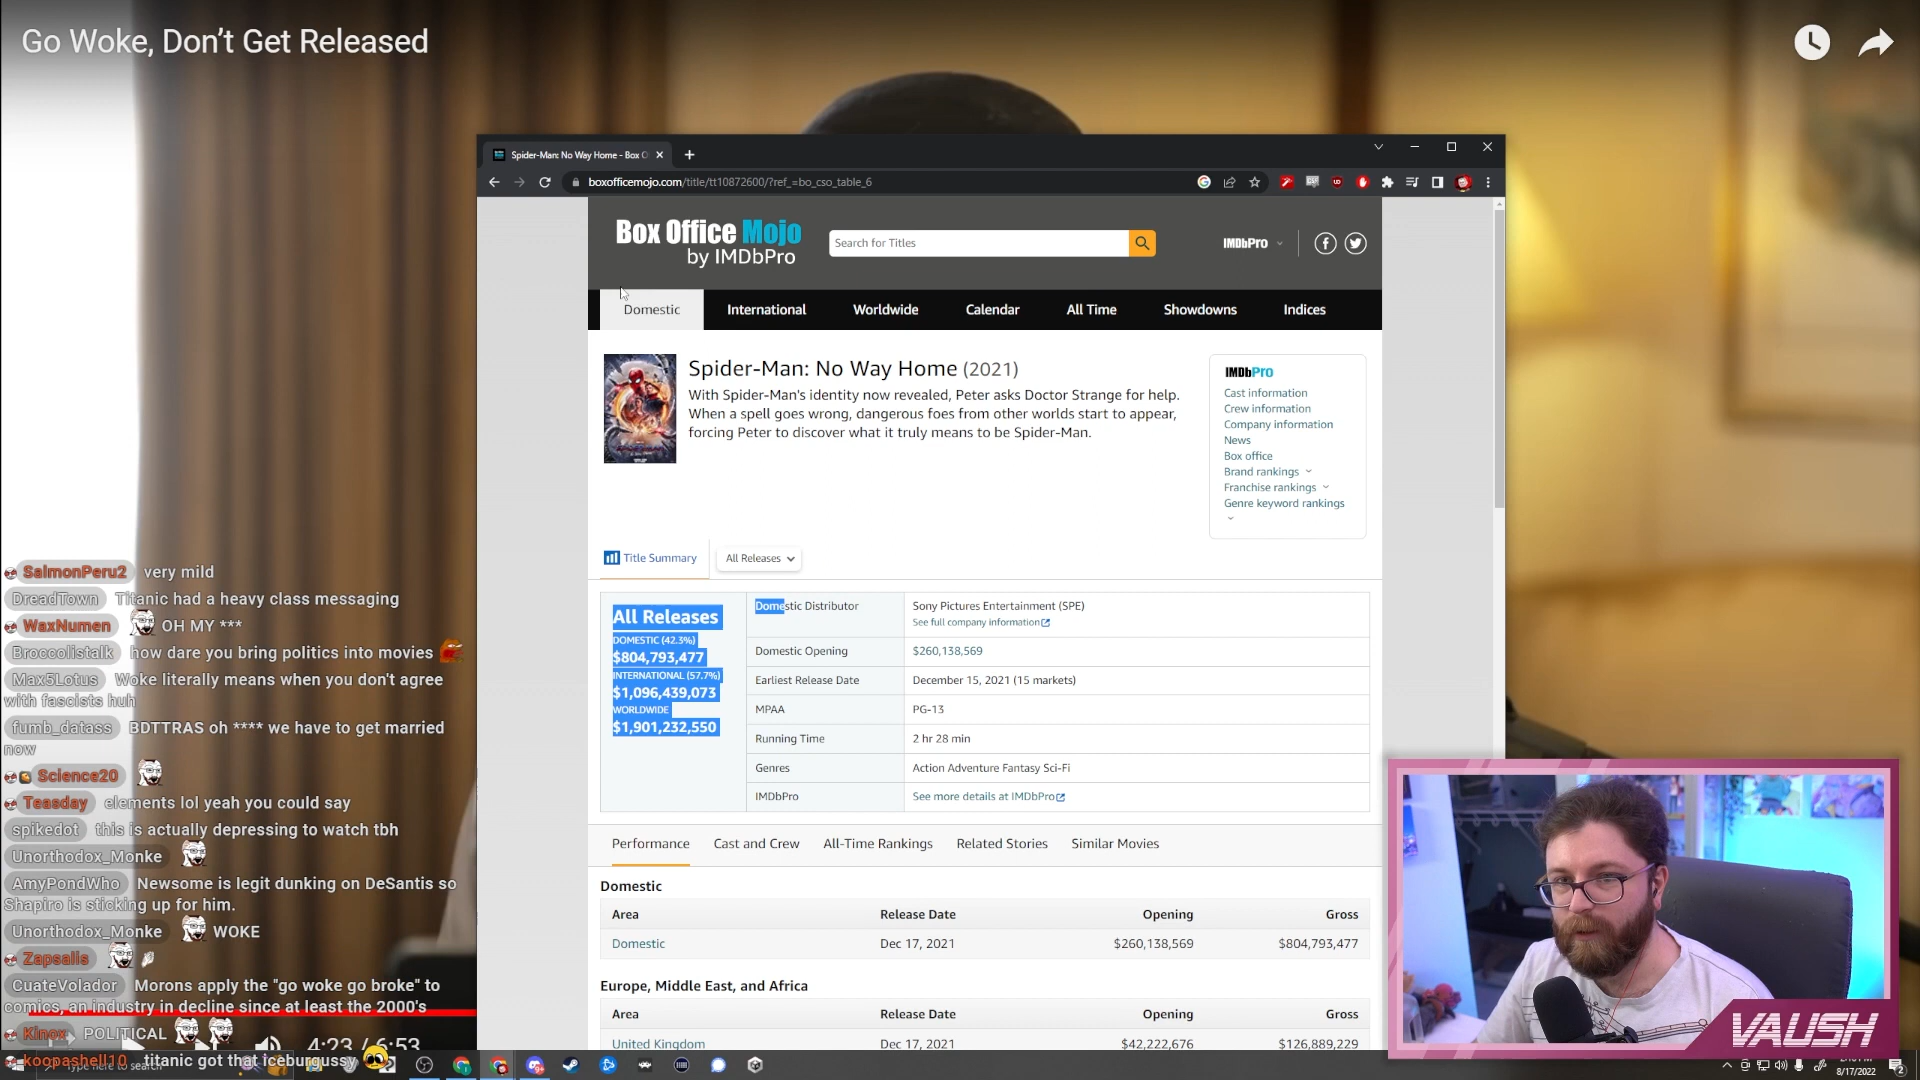 Go Woke, Don't Get Released
Spider-Man: No Way Home - Box O
boxofficemojo.com/title/tt10872600/?ref_=bo_cso_table_6
Box Office Mojo
by IMDbPro
Search for Titles
IMDbPro
Domestic
International
Worldwide
Calendar
All Time
Showdowns
Indices
Spider-Man: No Way Home (2021)
With Spider-Man's identity now revealed, Peter asks Doctor Strange for help.
When a spell goes wrong, dangerous foes from other worlds start to appear,
forcing Peter to discover what it truly means to be Spider-Man.
IMDbPro
Cast information
Crew information
Company information
News
Box office
Brand rankings
Franchise rankings
Genre keyword rankings
Title Summary
All Releases
All Releases
DOMESTIC (42.3%)
$804,793,477
INTERNATIONAL (57.7%)
$1,096,439,073
WORLDWIDE
$1,901,232,550
Domestic Distributor
Sony Pictures Entertainment (SPE)
See full company information
Domestic Opening
$260,138,569
Earliest Release Date
December 15, 2021 (15 markets)
MPAA
PG-13
Running Time
2 hr 28 min
Genres
Action Adventure Fantasy Sci-Fi
IMDbPro
See more details at IMDbPro
Performance
Cast and Crew
All-Time Rankings
Related Stories
Similar Movies
Domestic
Area Release Date Opening Gross
Domestic Dec 17, 2021 $260,138,569 $804,793,477
Europe, Middle East, and Africa
Area Release Date Opening Gross
United Kingdom Dec 17, 2021 $42,222,676 $126,889,229
SalmonPeru2 very mild
DreadTown Titanic had a heavy class messaging
WaxNumen OH MY ***
Broccolistalk how dare you bring politics into movies
Max5Lotus Woke literally means when you don't agree
with fascists huh
fumb_datass BDTTRAS oh **** we have to get married
now
Science20
Teasday elements lol yeah you could say
spikedot this is actually depressing to watch tbh
Unorthodox_Monke
AmyPondWho Newsome is legit dunking on DeSantis so
Shapiro is sticking up for him.
Unorthodox_Monke WOKE
Zapsalis
CuateVolador Morons apply the "go woke go broke" to
comics, an industry in decline since at least the 2000's
Kinox POLITICAL
4:23 / 6:53
koopashell10 titanic got that iceburgussy
Type here to search
VAUSH
8/17/2022